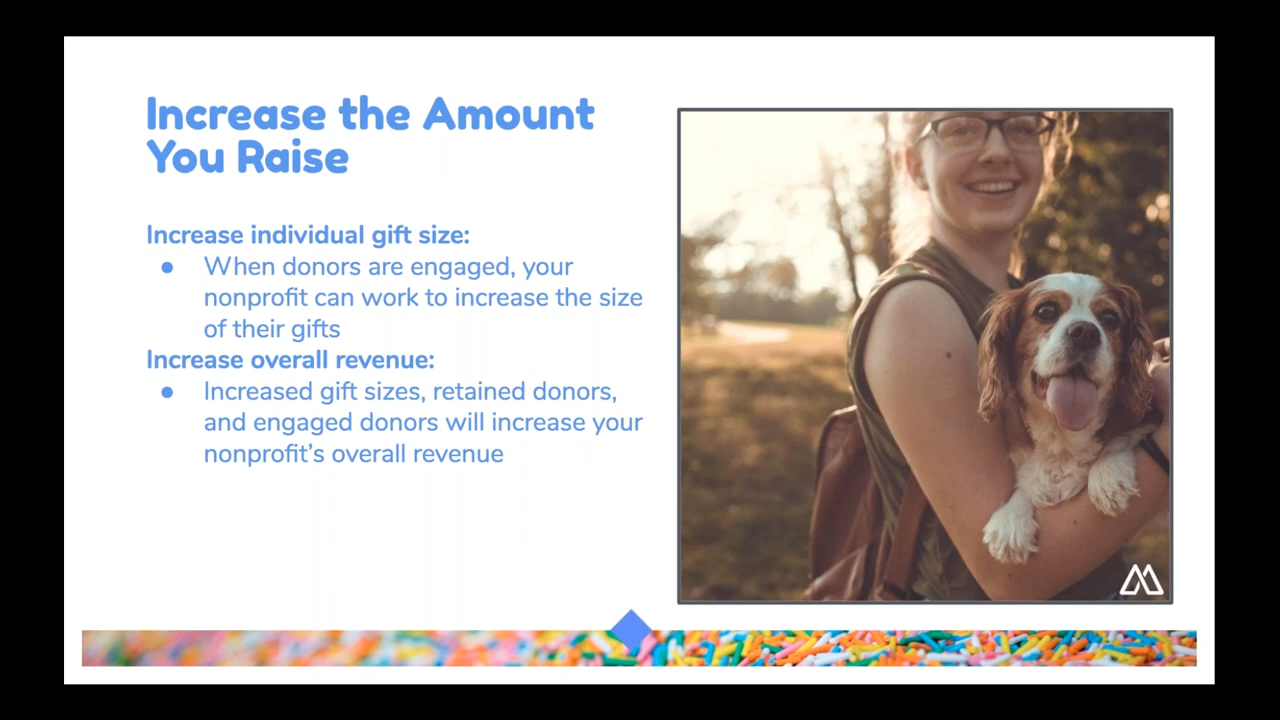 Increase the Amount
You Raise
Increase individual gift size:
● When donors are engaged, your
nonprofit can work to increase the size
of their gifts
Increase overall revenue:
● Increased gift sizes, retained donors,
and engaged donors will increase your
nonprofit’s overall revenue